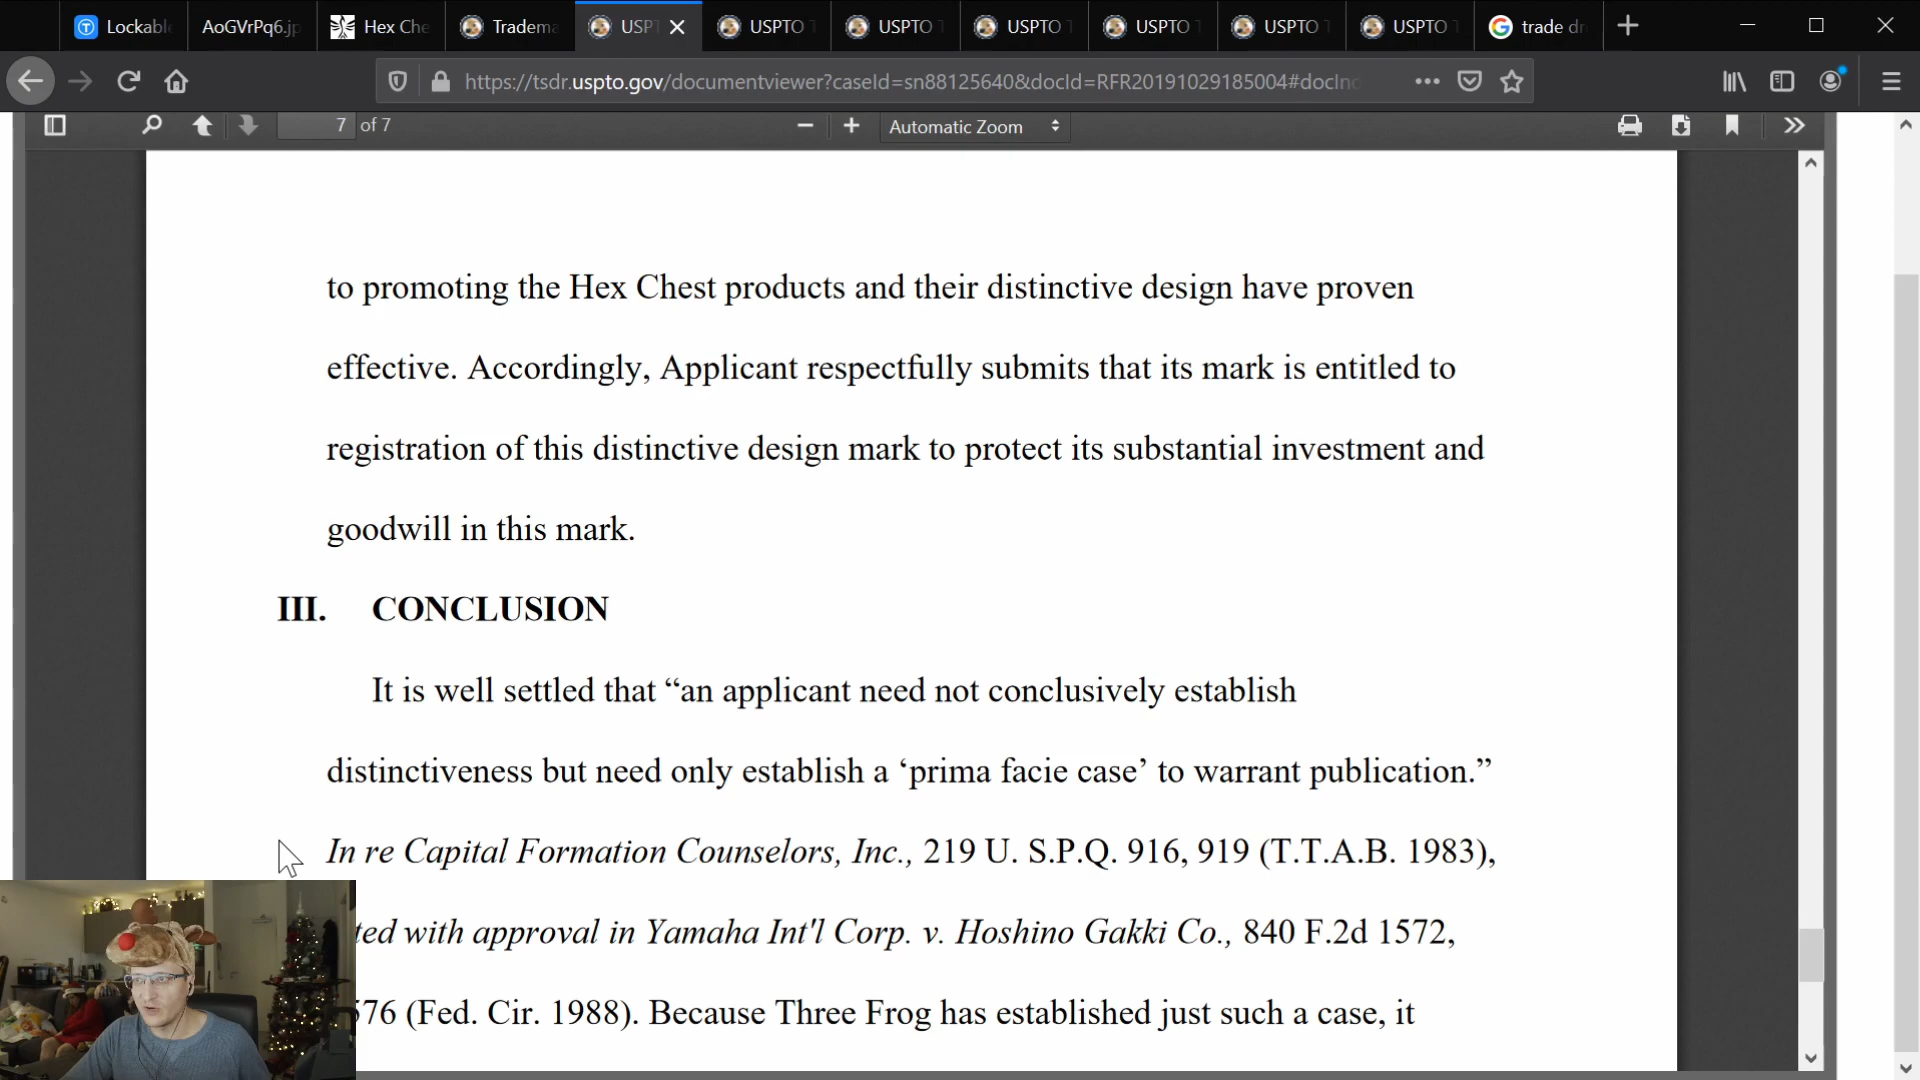 Lockabl
AoGVrPq6.jp
Hex Che
Tradema
USPT
USPTO T
USPTO T
USPTO T
USPTO T
USPTO T
USPTO T
trade dr
https://tsdr.uspto.gov/documentviewer?caseId=sn88125640&docId=RFR20191029185004#docInd
7 of 7
Automatic Zoom
to promoting the Hex Chest products and their distinctive design have proven
effective. Accordingly, Applicant respectfully submits that its mark is entitled to
registration of this distinctive design mark to protect its substantial investment and
goodwill in this mark.
III. CONCLUSION
It is well settled that “an applicant need not conclusively establish
distinctiveness but need only establish a ‘prima facie case’ to warrant publication.”
In re Capital Formation Counselors, Inc., 219 U. S.P.Q. 916, 919 (T.T.A.B. 1983),
ted with approval in Yamaha Int'l Corp. v. Hoshino Gakki Co., 840 F.2d 1572,
576 (Fed. Cir. 1988). Because Three Frog has established just such a case, it